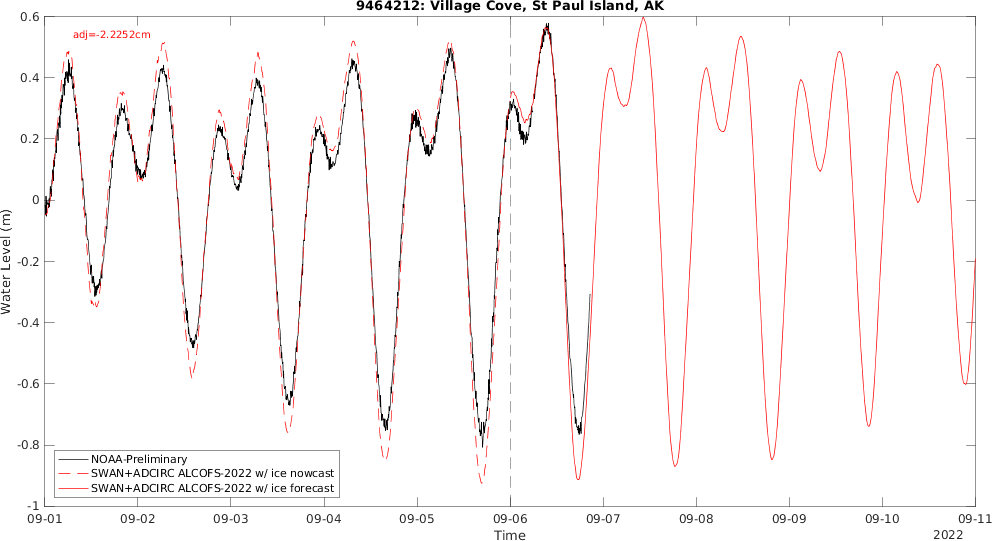 9464212: Village Cove, St Paul Island, AK
adj=-2.2252cm
0.6
0.4
0.2
0
-0.2
-0.4
-0.6
-0.8
-1
Water Level (m)
NOAA-Preliminary
SWAN+ADCIRC ALCOFS-2022 w/ ice nowcast
SWAN+ADCIRC ALCOFS-2022 w/ ice forecast
09-01 09-02 09-03 09-04 09-05 09-06 09-07 09-08 09-09 09-10 09-11
Time
2022